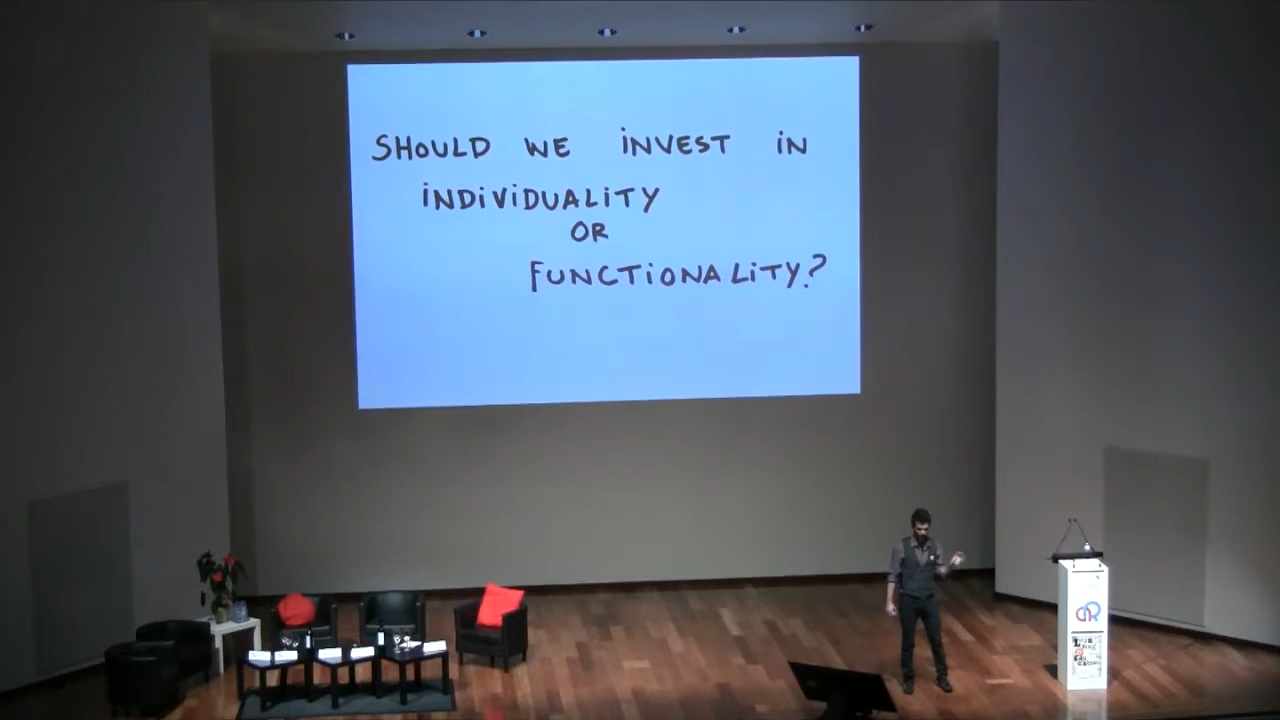 SHOULD WE iNVEST iN
iNDiViDUALiTY
OR
FUNCTiONALiTY?